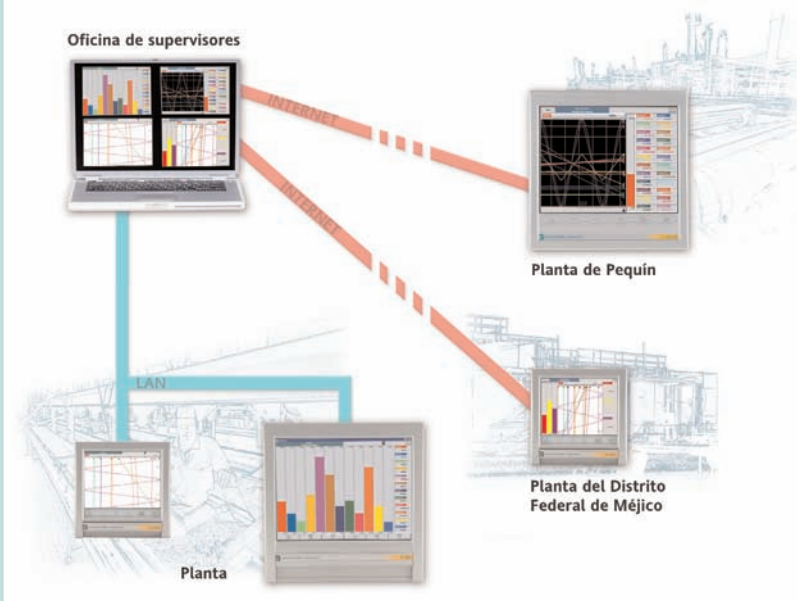 Oficina de supervisores
INTERNET
INTERNET
Planta de Pequín
LAN
Planta del Distrito
Federal de Méjico
Planta